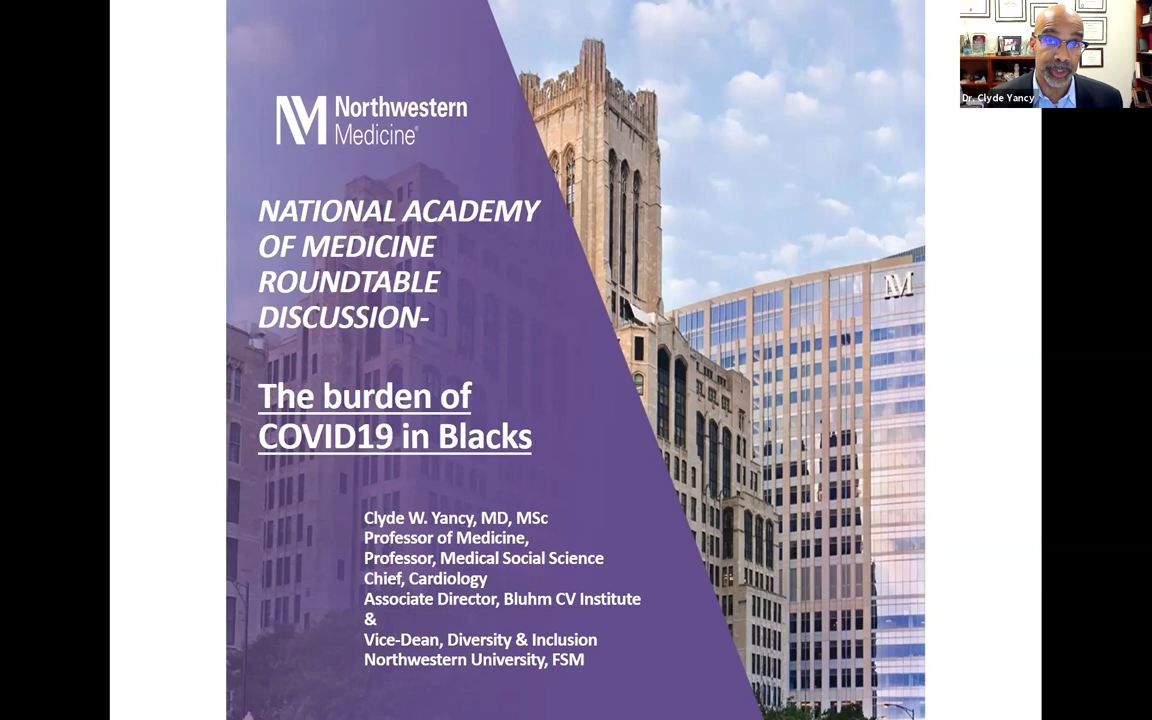 Northwestern
Medicine®
NATIONAL ACADEMY
OF MEDICINE
ROUNDTABLE
DISCUSSION-
The burden of
COVID19 in Blacks
Clyde W. Yancy, MD, MSc
Professor of Medicine,
Professor, Medical Social Science
Chief, Cardiology
Associate Director, Bluhm CV Institute
&
Vice-Dean, Diversity & Inclusion
Northwestern University, FSM
Dr. Clyde Yancy